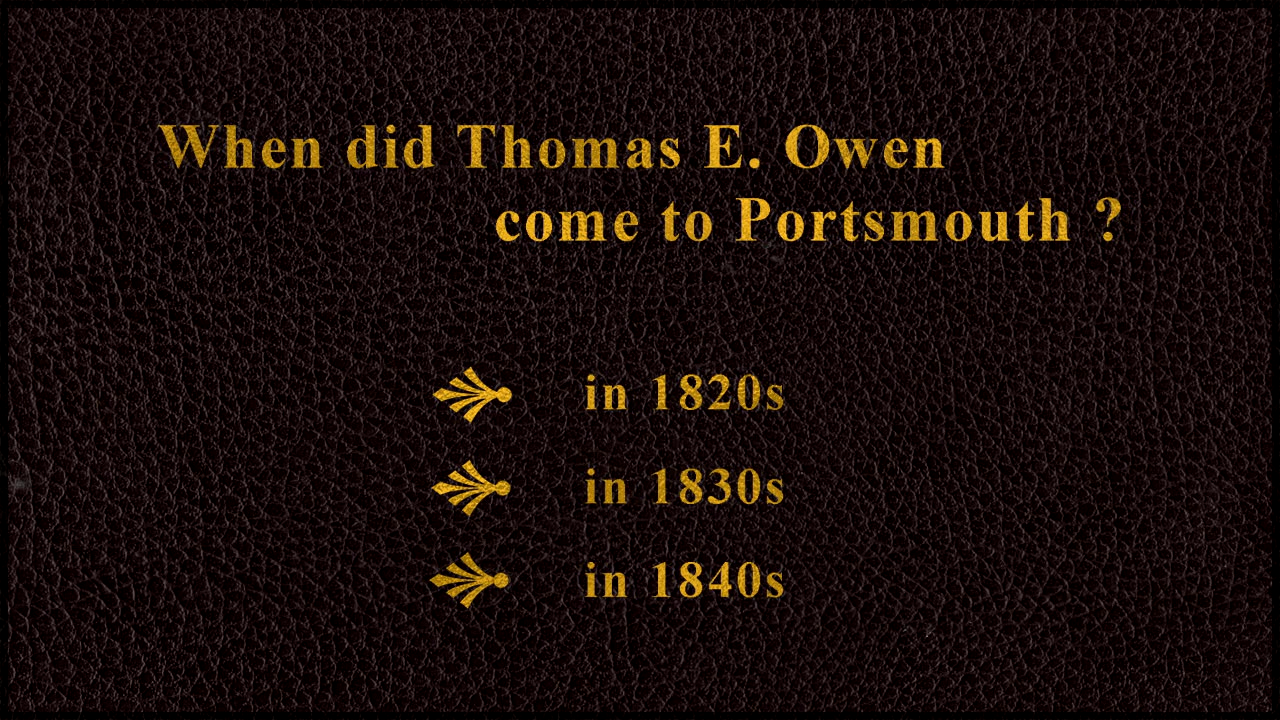 When did Thomas E. Owen
come to Portsmouth ?
in 1820s
in 1830s
in 1840s